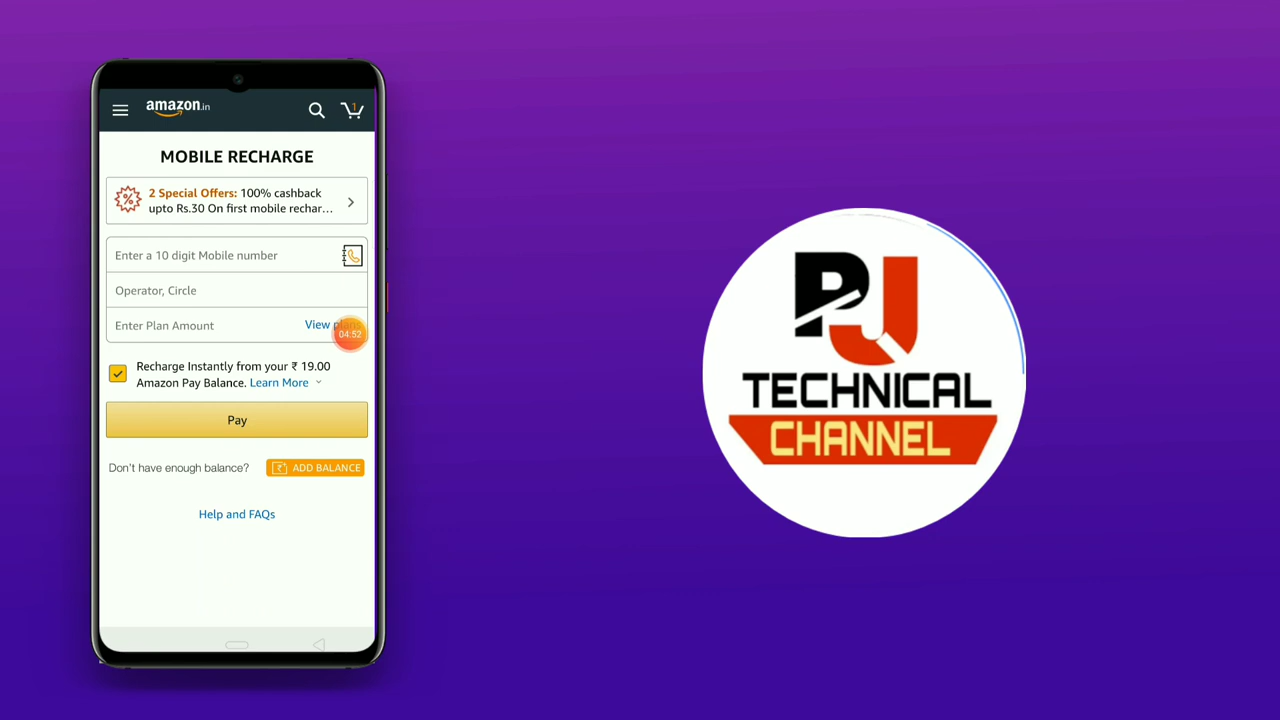 amazon.in
1
MOBILE RECHARGE
2 Special Offers: 100% cashback
upto Rs.30 On first mobile rechar...
Enter a 10 digit Mobile number
Operator, Circle
Enter Plan Amount
View plans
04:52
Recharge Instantly from your ₹ 19.00
Amazon Pay Balance. Learn More
Pay
Don't have enough balance?
₹ ADD BALANCE
Help and FAQs
PJ
TECHNICAL
CHANNEL